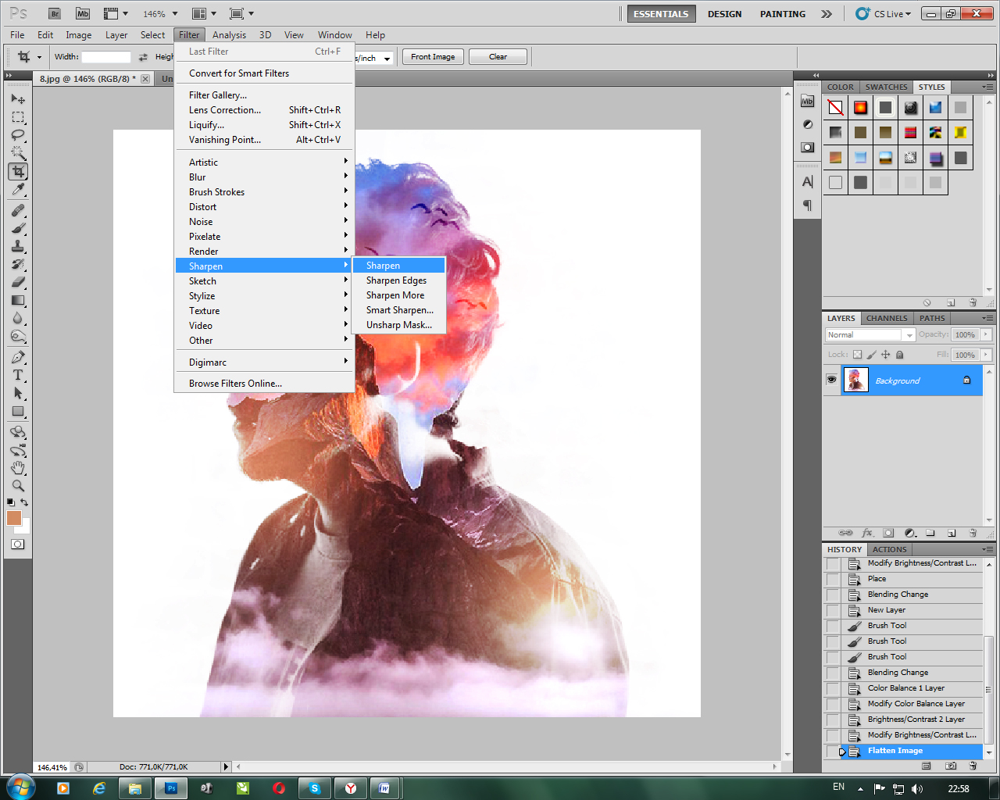 Ps Br Mb 146% ESSENTIALS DESIGN PAINTING CS Live
File Edit Image Layer Select Filter Analysis 3D View Window Help
Width: Heigh s/inch Front Image Clear
8.jpg @ 146% (RGB/8) * Un
Last Filter Ctrl+F
Convert for Smart Filters
Filter Gallery...
Lens Correction... Shift+Ctrl+R
Liquify... Shift+Ctrl+X
Vanishing Point... Alt+Ctrl+V
Artistic
Blur
Brush Strokes
Distort
Noise
Pixelate
Render
Sharpen
Sketch
Stylize
Texture
Video
Other
Digimarc
Browse Filters Online...
Sharpen
Sharpen Edges
Sharpen More
Smart Sharpen...
Unsharp Mask...
Mb
A
COLOR SWATCHES STYLES
LAYERS CHANNELS PATHS
Normal Opacity: 100%
Lock: Fill: 100%
Background
HISTORY ACTIONS
Modify Brightness/Contrast L...
Place
Blending Change
New Layer
Brush Tool
Brush Tool
Brush Tool
Blending Change
Color Balance 1 Layer
Modify Color Balance Layer
Brightness/Contrast 2 Layer
Modify Brightness/Contrast L...
Flatten Image
146,41% Doc: 771,0K/771,0K
Ps S Y W EN 22:58